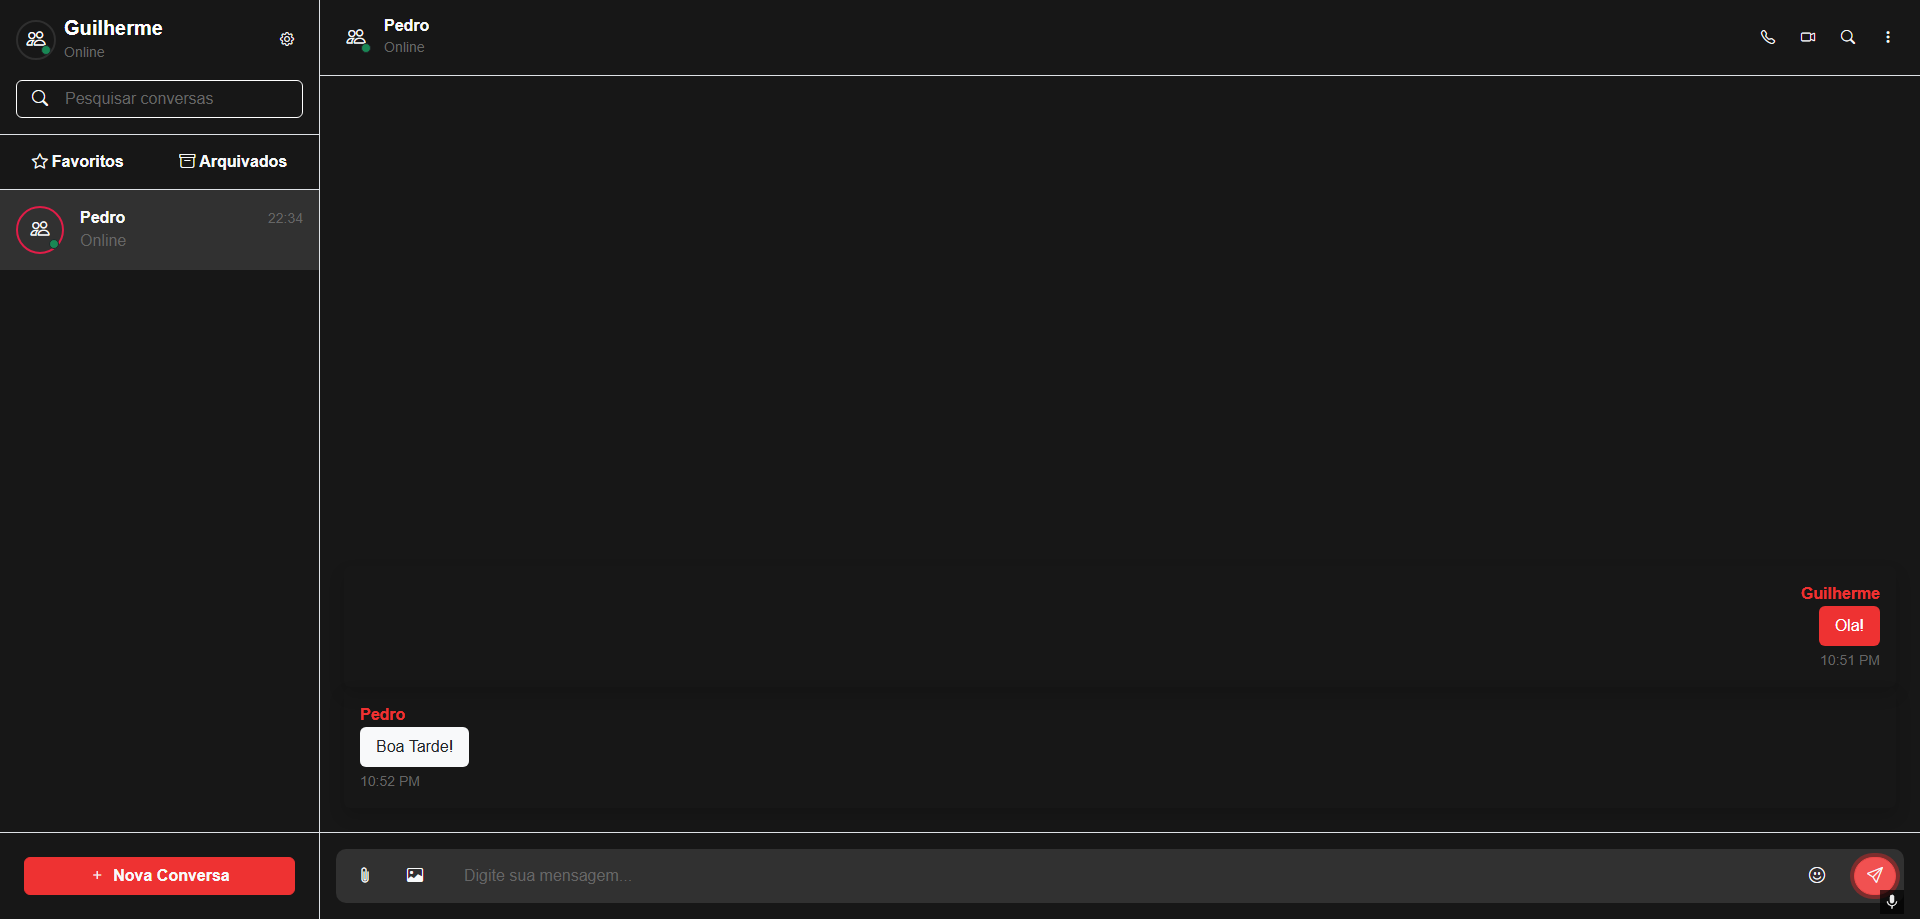 Guilherme
Online
Pesquisar conversas
Favoritos Arquivados
Pedro 22:34
Online
Nova Conversa
Pedro
Online
Guilherme
Ola!
10:51 PM
Pedro
Boa Tarde!
10:52 PM
Digite sua mensagem...